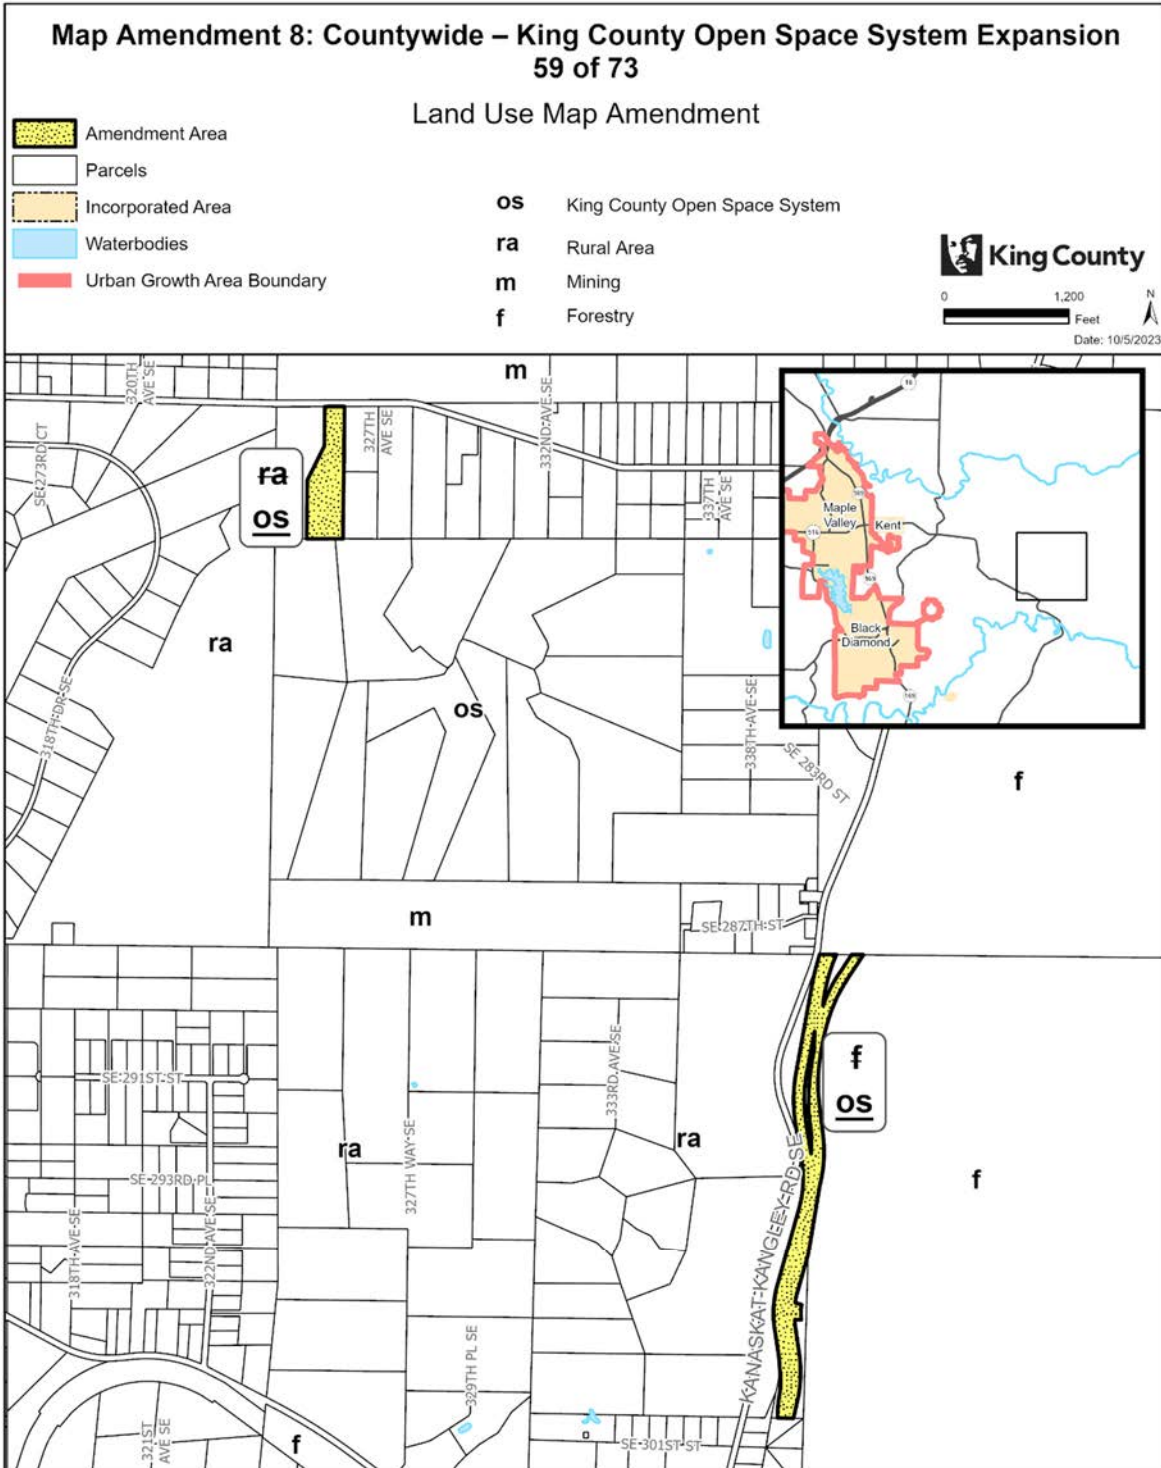 Map Amendment 8: Countywide – King County Open Space System Expansion
59 of 73
Land Use Map Amendment
Amendment Area
Parcels
Incorporated Area
Waterbodies
Urban Growth Area Boundary
os King County Open Space System
ra Rural Area
m Mining
f Forestry
King County
0 1,200
Feet
N
Date: 10/5/2023
320TH
AVE SE
m
SE 273RD CT
327TH
AVE SE
332ND AVE SE
337TH
AVE SE
ra
os
18
Maple
Valley
169
Kent
516
169
Black
Diamond
169
ra
os
318TH DR SE
338TH AVE SE
SE 283RD ST
f
m
SE 287TH ST
f
os
SE 291ST ST
333RD AVE SE
ra
ra
327TH WAY SE
SE 293RD PL
318TH AVE SE
322ND AVE SE
KANASKAT-KANGLEY RD SE
f
329TH PL SE
321ST
AVE SE
f
SE 301ST ST